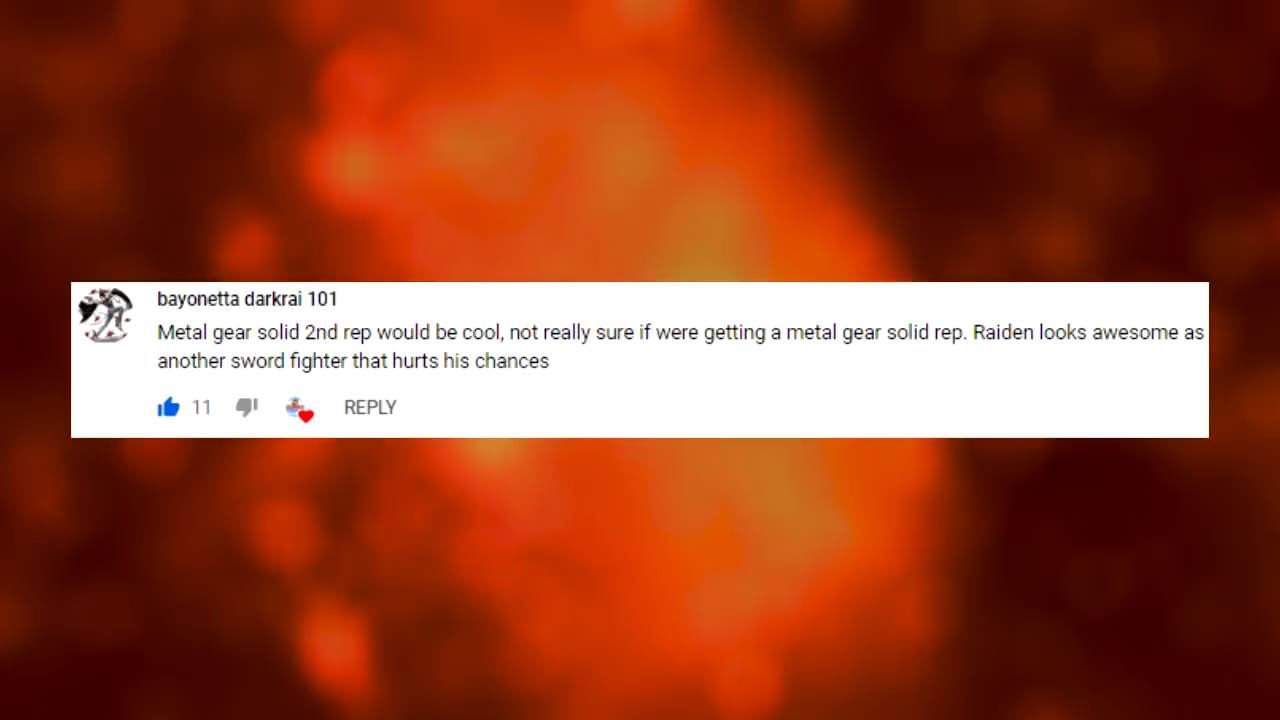 bayonetta darkrai 101
Metal gear solid 2nd rep would be cool, not really sure if were getting a metal gear solid rep. Raiden looks awesome as
another sword fighter that hurts his chances
11 REPLY